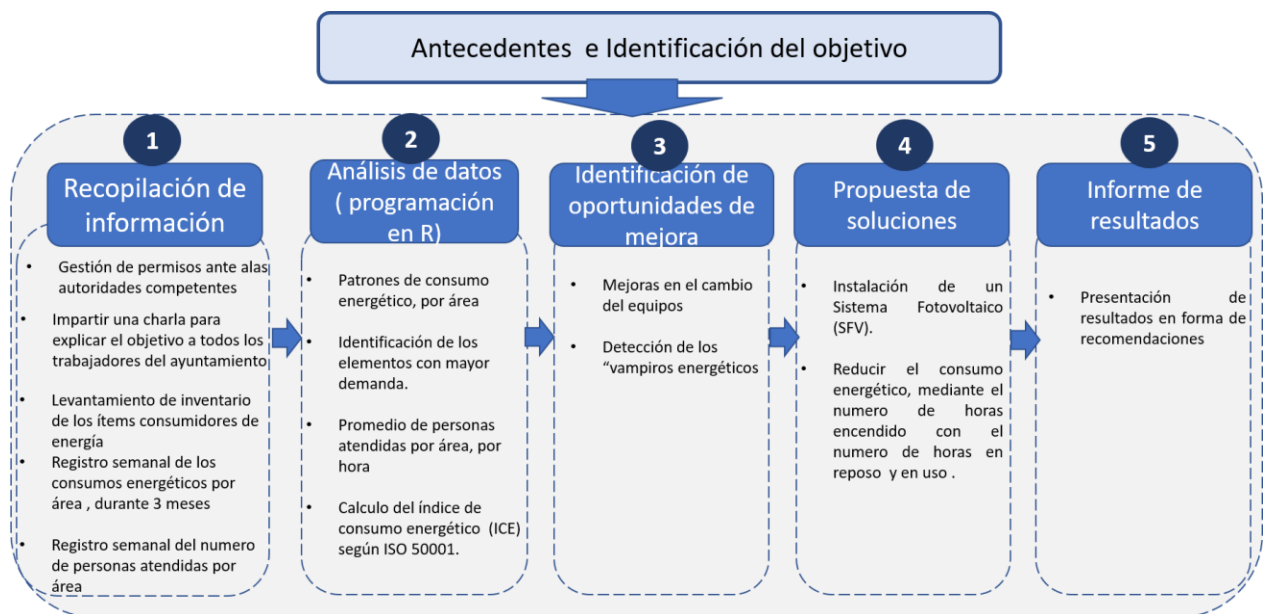 Antecedentes e Identificación del objetivo
1
Recopilación de
información
• Gestión de permisos ante alas
autoridades competentes
• Impartir una charla para
explicar el objetivo a todos los
trabajadores del ayuntamiento
• Levantamiento de inventario
de los ítems consumidores de
energía
• Registro semanal de los
consumos energéticos por
área , durante 3 meses
• Registro semanal del numero
de personas atendidas por
área
2
Análisis de datos
( programación
en R)
• Patrones de consumo
energético, por área
• Identificación de los
elementos con mayor
demanda.
• Promedio de personas
atendidas por área, por
hora
• Calculo del índice de
consumo energético (ICE)
según ISO 50001.
3
Identificación de
oportunidades de
mejora
• Mejoras en el cambio
del equipos
• Detección de los
“vampiros energéticos
4
Propuesta de
soluciones
• Instalación de un
Sistema Fotovoltaico
(SFV).
• Reducir el consumo
energético, mediante el
numero de horas
encendido con el
numero de horas en
reposo y en uso .
5
Informe de
resultados
• Presentación de
resultados en forma de
recomendaciones